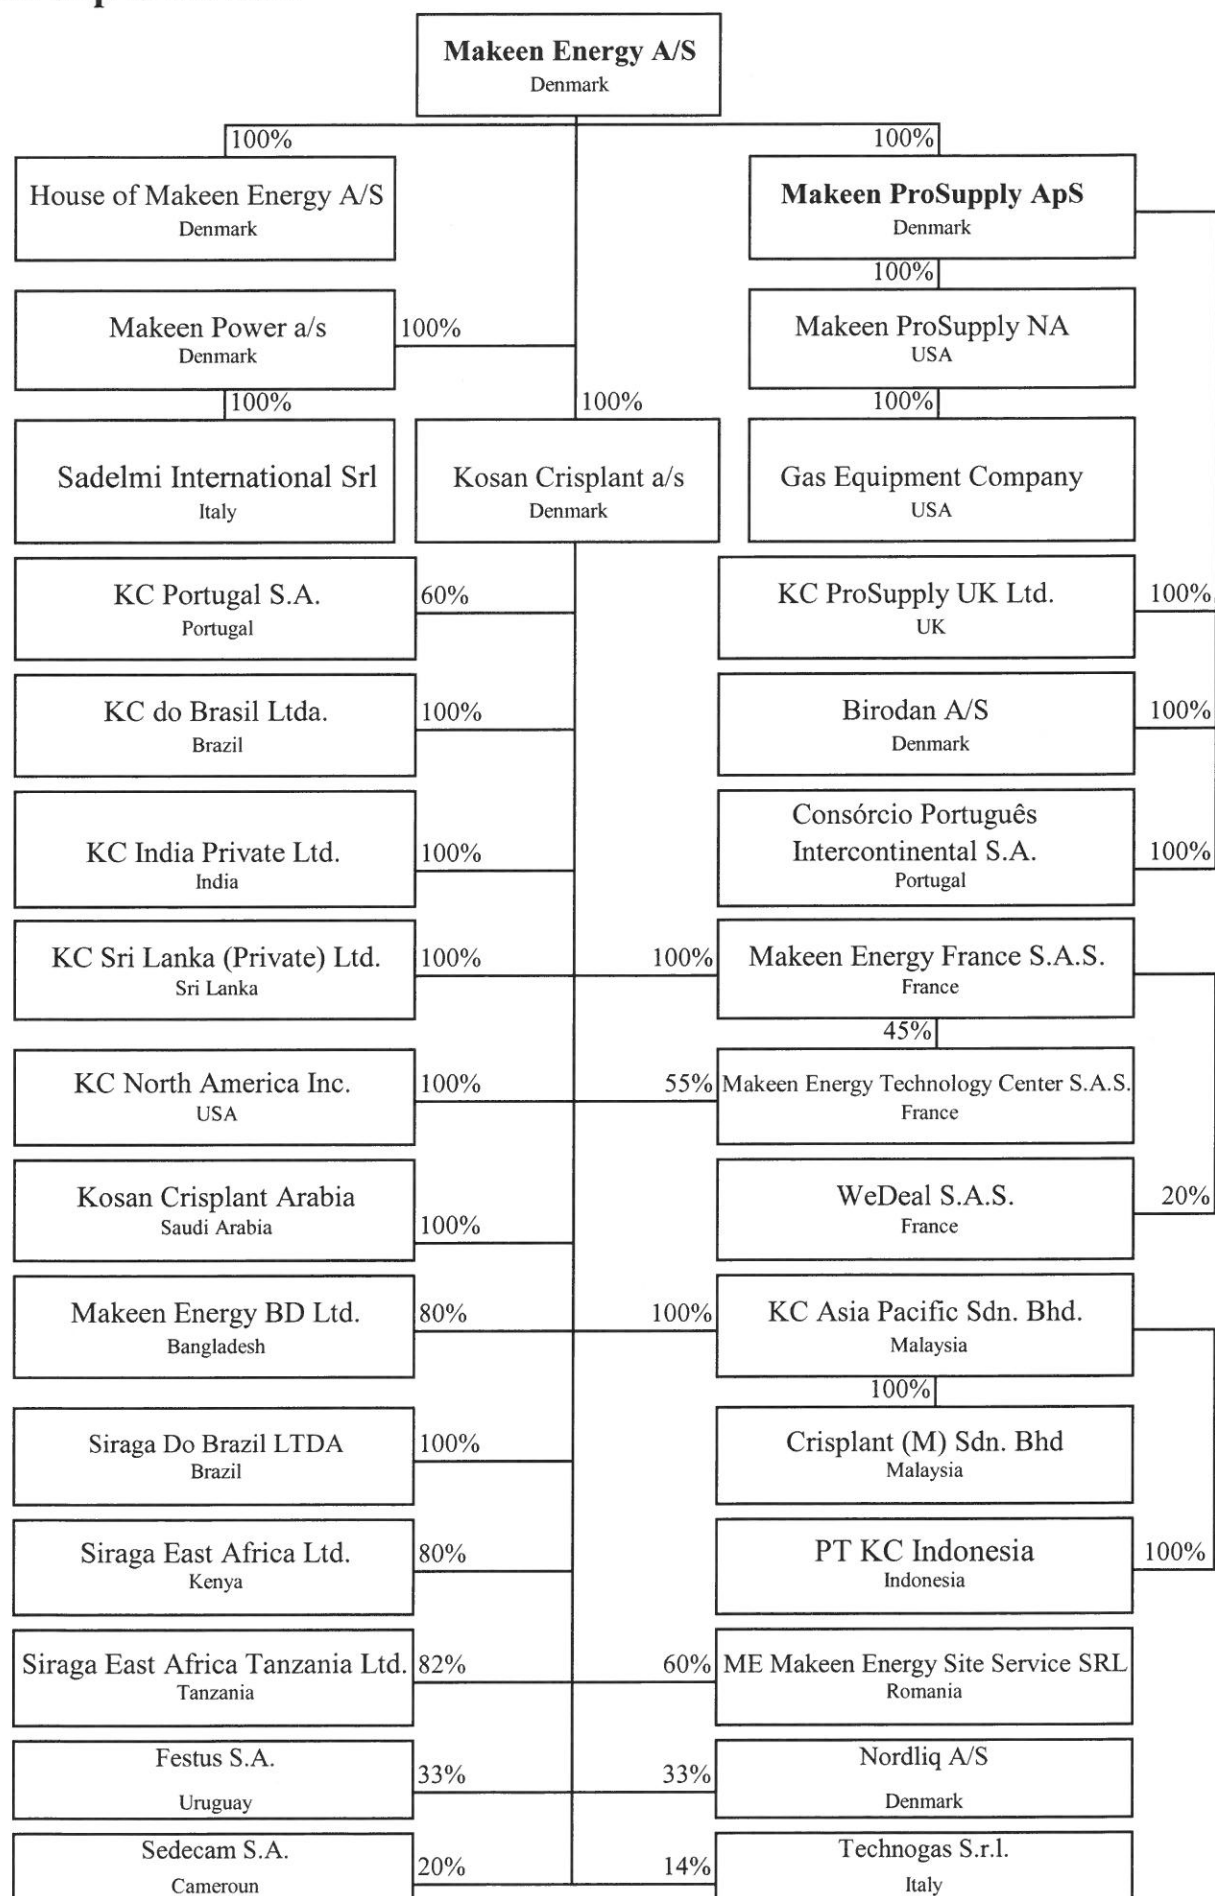 Makeen Energy A/S
Denmark
100%
100%
House of Makeen Energy A/S
Denmark
Makeen ProSupply ApS
Denmark
100%
Makeen Power a/s
Denmark
100%
Makeen ProSupply NA
USA
100%
100%
100%
Sadelmi International Srl
Italy
Kosan Crisplant a/s
Denmark
Gas Equipment Company
USA
KC Portugal S.A.
Portugal
60%
KC ProSupply UK Ltd.
UK
100%
KC do Brasil Ltda.
Brazil
100%
Birodan A/S
Denmark
100%
KC India Private Ltd.
India
100%
Consórcio Português
Intercontinental S.A.
Portugal
100%
KC Sri Lanka (Private) Ltd.
Sri Lanka
100%
100%
Makeen Energy France S.A.S.
France
45%
KC North America Inc.
USA
100%
55%
Makeen Energy Technology Center S.A.S.
France
Kosan Crisplant Arabia
Saudi Arabia
100%
WeDeal S.A.S.
France
20%
Makeen Energy BD Ltd.
Bangladesh
80%
100%
KC Asia Pacific Sdn. Bhd.
Malaysia
100%
Siraga Do Brazil LTDA
Brazil
100%
Crisplant (M) Sdn. Bhd
Malaysia
Siraga East Africa Ltd.
Kenya
80%
PT KC Indonesia
Indonesia
100%
Siraga East Africa Tanzania Ltd.
Tanzania
82%
60%
ME Makeen Energy Site Service SRL
Romania
Festus S.A.
Uruguay
33%
33%
Nordliq A/S
Denmark
Sedecam S.A.
Cameroun
20%
14%
Technogas S.r.l.
Italy